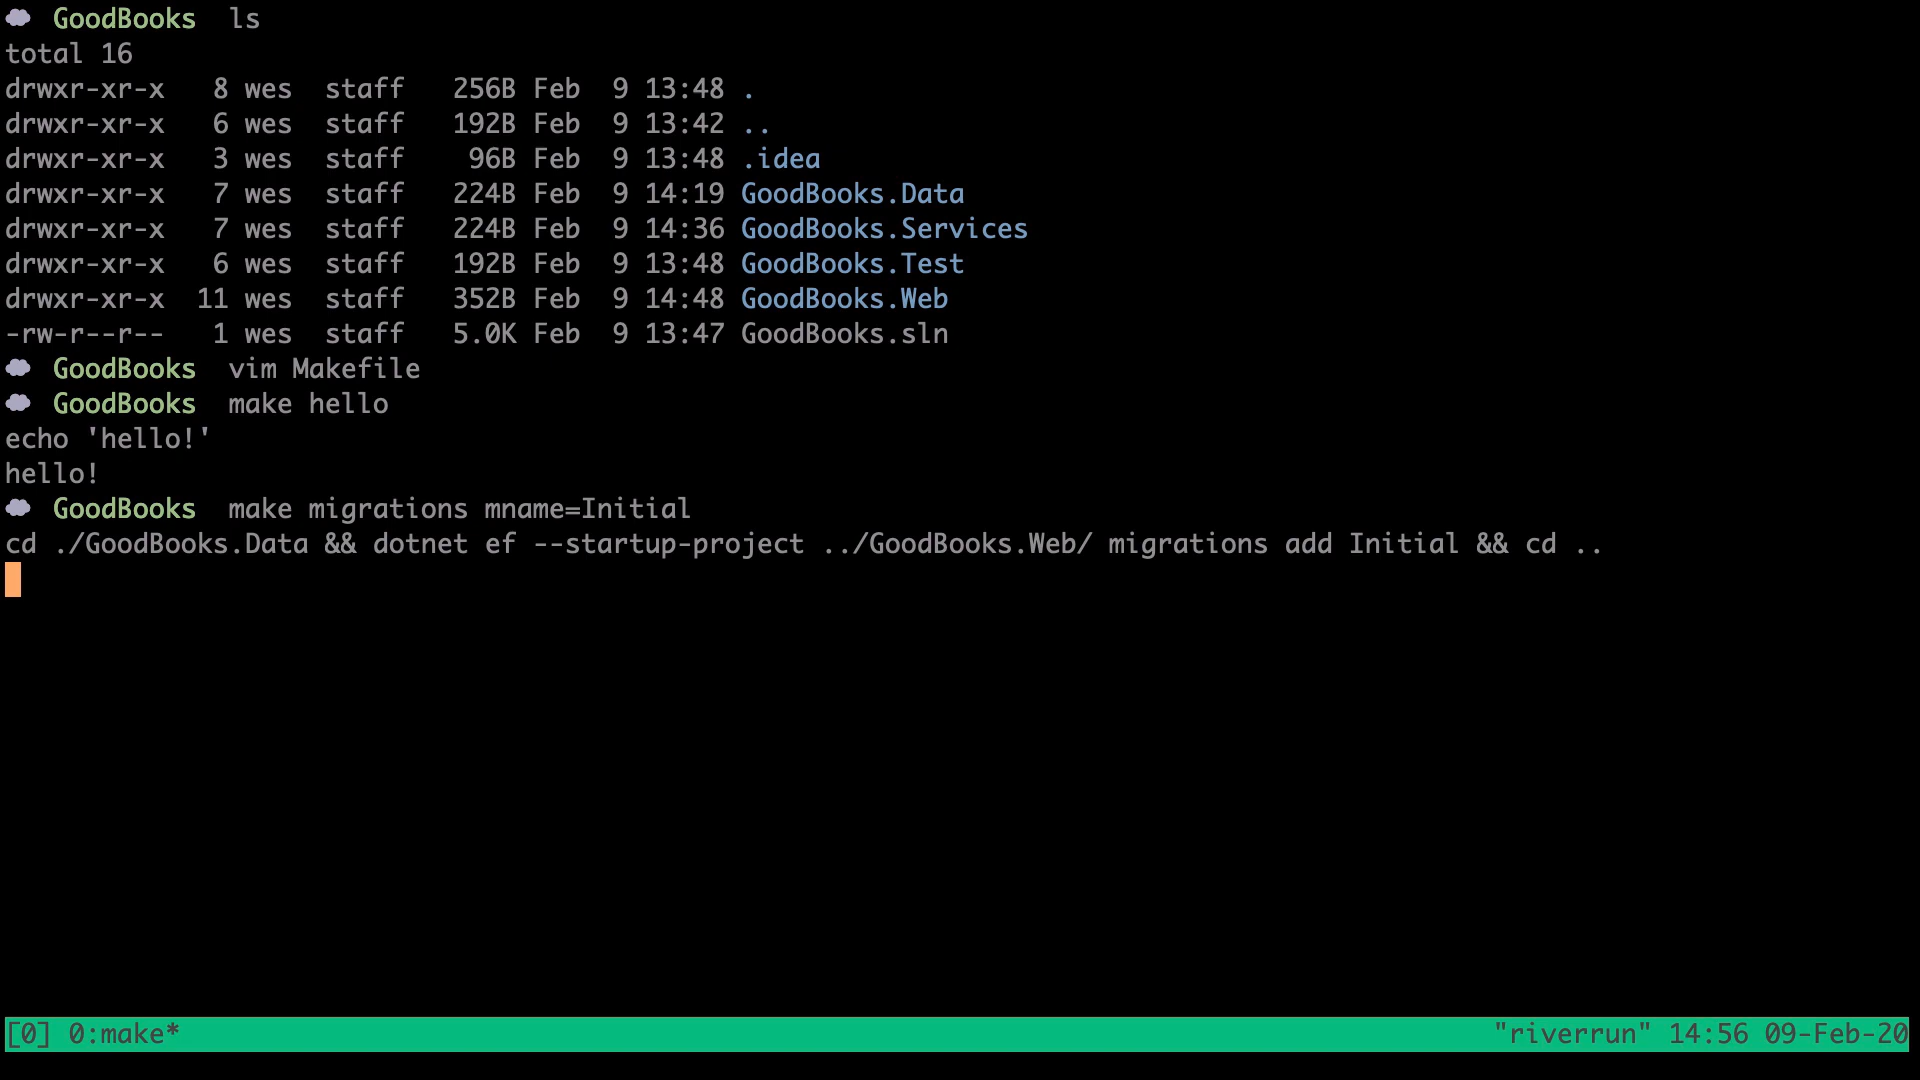 GoodBooks  ls
total 16
drwxr-xr-x   8 wes  staff   256B Feb  9 13:48 .
drwxr-xr-x   6 wes  staff   192B Feb  9 13:42 ..
drwxr-xr-x   3 wes  staff    96B Feb  9 13:48 .idea
drwxr-xr-x   7 wes  staff   224B Feb  9 14:19 GoodBooks.Data
drwxr-xr-x   7 wes  staff   224B Feb  9 14:36 GoodBooks.Services
drwxr-xr-x   6 wes  staff   192B Feb  9 13:48 GoodBooks.Test
drwxr-xr-x  11 wes  staff   352B Feb  9 14:48 GoodBooks.Web
-rw-r--r--   1 wes  staff   5.0K Feb  9 13:47 GoodBooks.sln
GoodBooks  vim Makefile
GoodBooks  make hello
echo 'hello!'
hello!
GoodBooks  make migrations mname=Initial
cd ./GoodBooks.Data && dotnet ef --startup-project ../GoodBooks.Web/ migrations add Initial && cd ..
[0] 0:make* "riverrun" 14:56 09-Feb-20